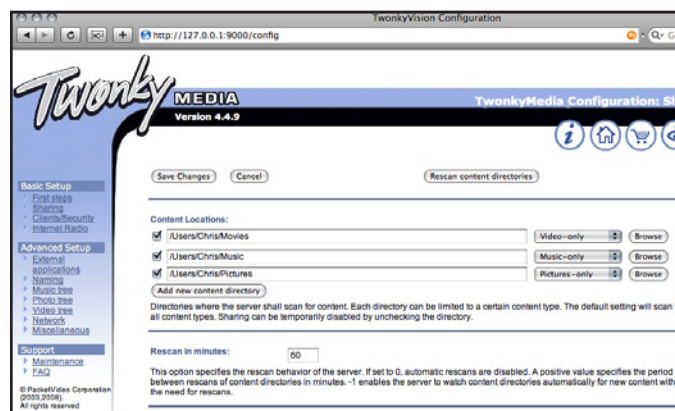 TwonkyVision Configuration
http://127.0.0.1:9000/config
Q- G
Twonky
MEDIA
Version 4.4.9
TwonkyMedia Configuration: S
Save Changes
Cancel
Rescan content directories
Basic Setup
First steps
Sharing
Clients/Security
Internet Radio
Advanced Setup
External
applications
Naming
Music tree
Photo tree
Video tree
Network
Miscellaneous
Support
Maintenance
FAQ
© PacketVideo Corporation
(2003,2008).
All rights reserved
Content Locations:
/Users/Chris/Movies
Video-only
Browse
/Users/Chris/Music
Music-only
Browse
/Users/Chris/Pictures
Pictures-only
Browse
Add new content directory
Directories where the server shall scan for content. Each directory can be limited to a certain content type. The default setting will scan
all content types. Sharing can be temporarily disabled by unchecking the directory.
Rescan in minutes:
60
This option specifies the rescan behavior of the server. If set to 0, automatic rescans are disabled. A positive value specifies the period
between rescans of content directories in minutes. -1 enables the server to watch content directories automatically for new content with
the need for rescans.